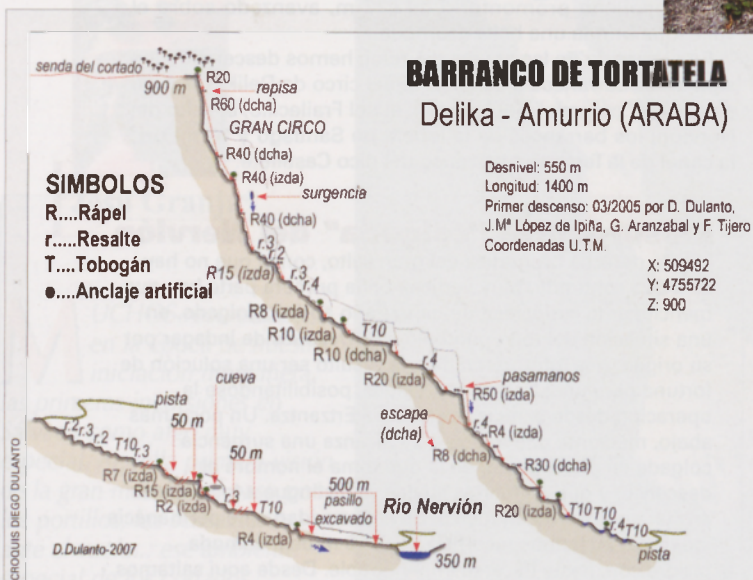 BARRANCO DE TORTATELA
Delika - Amurrio (ARABA)
Desnivel: 550 m
Longitud: 1400 m
Primer descenso: 03/2005 por D. Dulanto,
J.Mª López de Ipiña, G. Aranzabal y F. Tijero
Coordenadas U.T.M.
X: 509492
Y: 4755722
Z: 900
SIMBOLOS
R....Rápel
r....Resalte
T....Tobogán
●....Anclaje artificial
senda del cortado
900 m
R20
repisa
R60 (dcha)
GRAN CIRCO
R40 (dcha)
R40 (izda)
surgencia
R40 (dcha)
r.3
r.2
R15 (izda)
r.3
r.4
R8 (izda)
R10 (izda)
T10
R10 (dcha)
r.4
R20 (izda)
pasamanos
R50 (izda)
escape
(dcha)
r.4
R4 (izda)
R8 (dcha)
R30 (dcha)
R20 (izda)
T10
T10
r.4
T10
pista
cueva
pista
50 m
r.2
r.3
r.2
T10
r.3
50 m
R7 (izda)
R15 (izda)
R2 (izda)
r.3
T10
500 m
pasillo
excavado
Rio Nervión
R4 (izda)
350 m
D.Dulanto-2007
CROQUIS DIEGO DULANTO